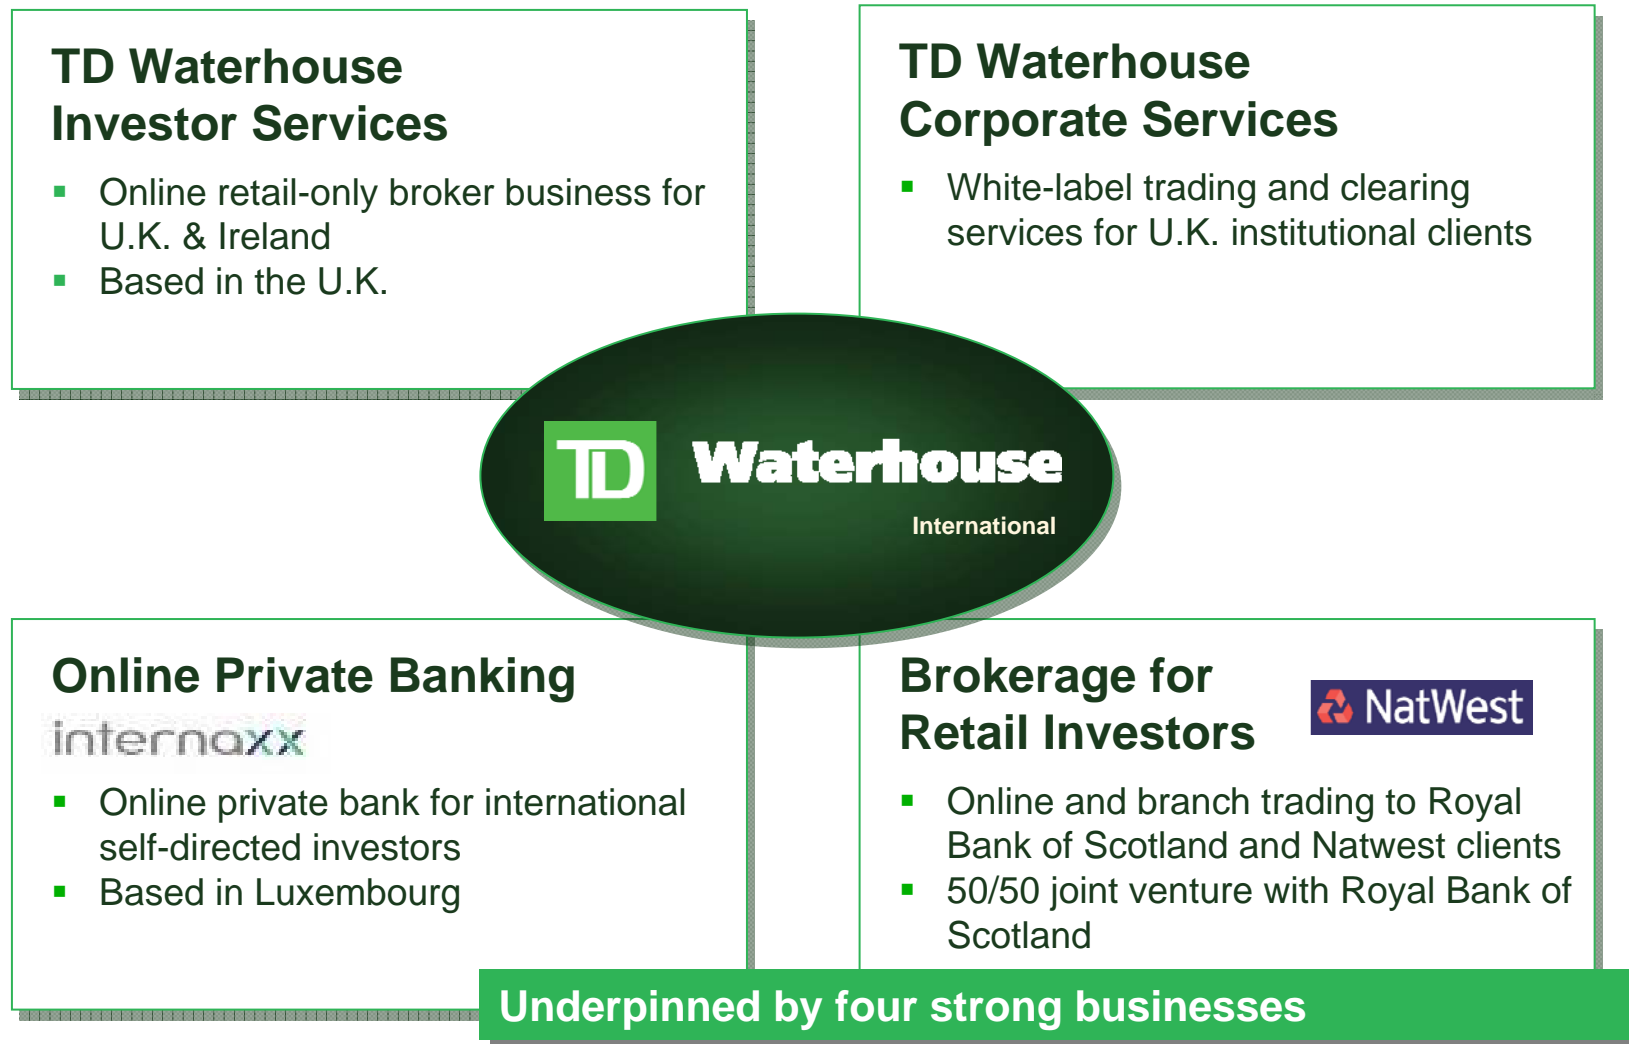 TD Waterhouse
Investor Services
▪ Online retail-only broker business for
U.K. & Ireland
▪ Based in the U.K.
TD Waterhouse
Corporate Services
▪ White-label trading and clearing
services for U.K. institutional clients
TD Waterhouse
International
Online Private Banking
internaxx
▪ Online private bank for international
self-directed investors
▪ Based in Luxembourg
Brokerage for
Retail Investors
NatWest
▪ Online and branch trading to Royal
Bank of Scotland and Natwest clients
▪ 50/50 joint venture with Royal Bank of
Scotland
Underpinned by four strong businesses